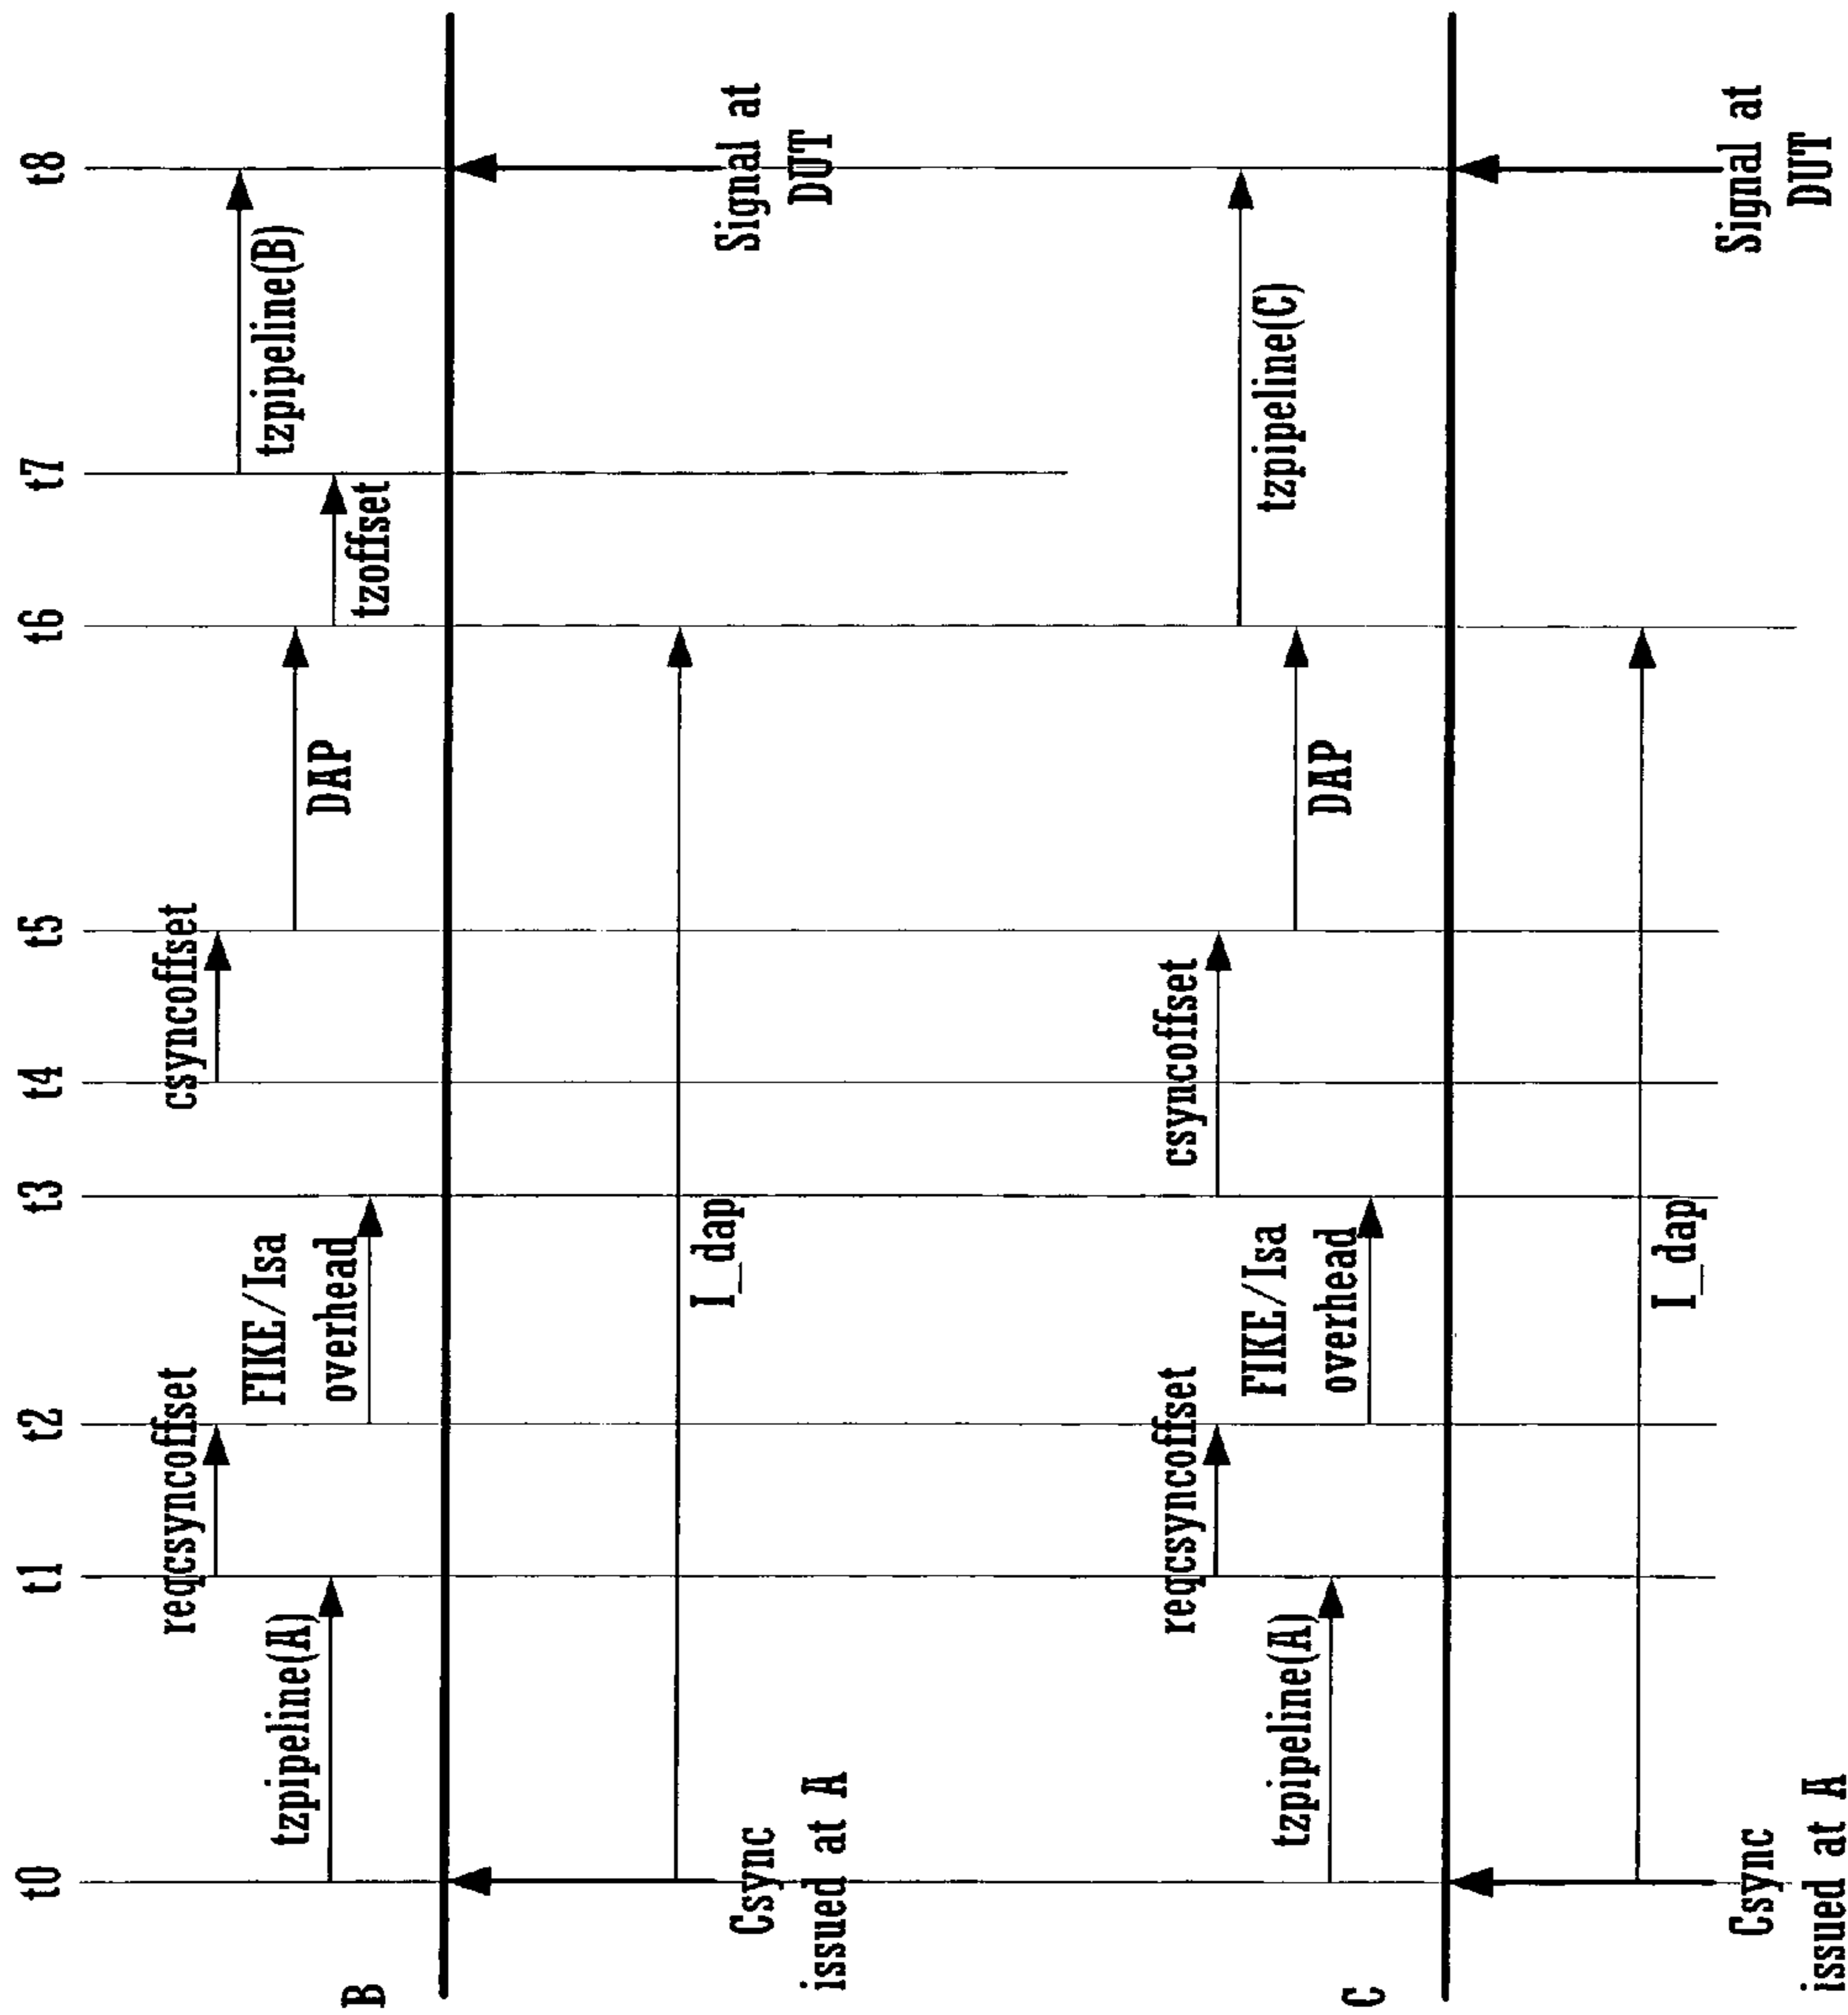 t0
t1
t2
t3
t4
t5
t6
t7
t8
reqcsyncoffset
csyncoffset
tzpipeline(A)
FIKE/Isa
overhead
DAP
tzoffset
tzpipeline(B)
B
I_dap
Csync
issued at A
Signal at
DUT
reqcsyncoffset
csyncoffset
tzpipeline(A)
FIKE/Isa
overhead
DAP
tzpipeline(C)
C
I_dap
Csync
issued at A
Signal at
DUT